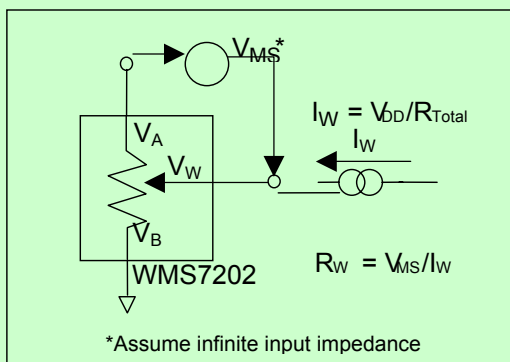 VMS*
IW = VDD/RTotal
IW
VA
VW
VB
WMS7202
RW = VMS/IW
*Assume infinite input impedance